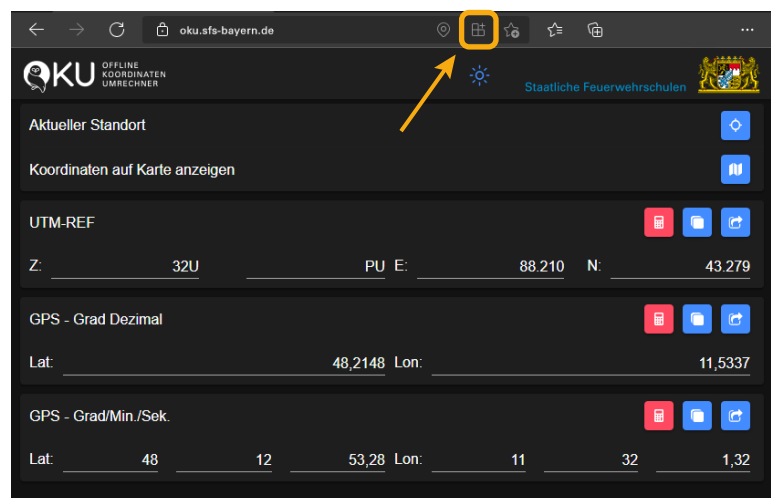 oku.sfs-bayern.de
OKU OFFLINE
KOORDINATEN
UMRECHNER
Staatliche Feuerwehrschulen
Aktueller Standort
Koordinaten auf Karte anzeigen
UTM-REF
Z: 32U PU E: 88.210 N: 43.279
GPS - Grad Dezimal
Lat: 48,2148 Lon: 11,5337
GPS - Grad/Min./Sek.
Lat: 48 12 53,28 Lon: 11 32 1,32